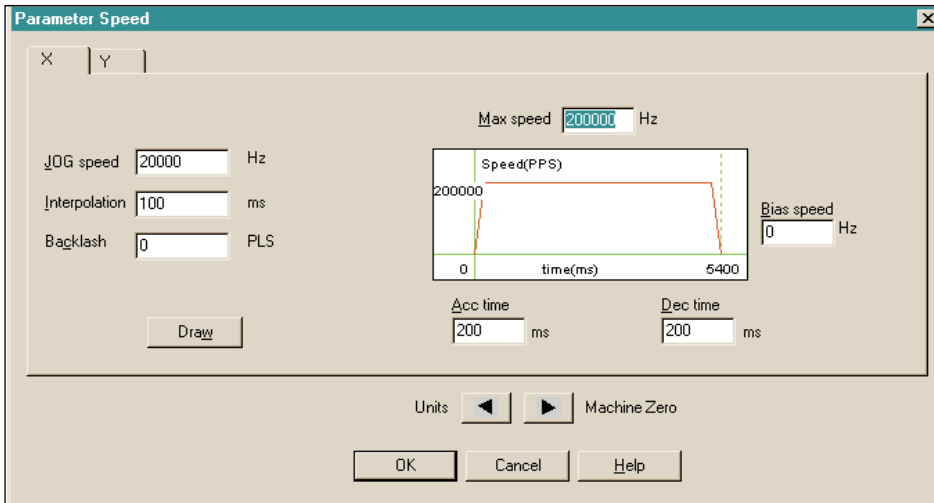 Parameter Speed
X
Y
Max speed 200000 Hz
JOG speed 20000 Hz
Interpolation 100 ms
Backlash 0 PLS
Speed(PPS)
200000
0 time(ms) 5400
Bias speed
0 Hz
Acc time
200 ms
Dec time
200 ms
Draw
Units Machine Zero
OK Cancel Help